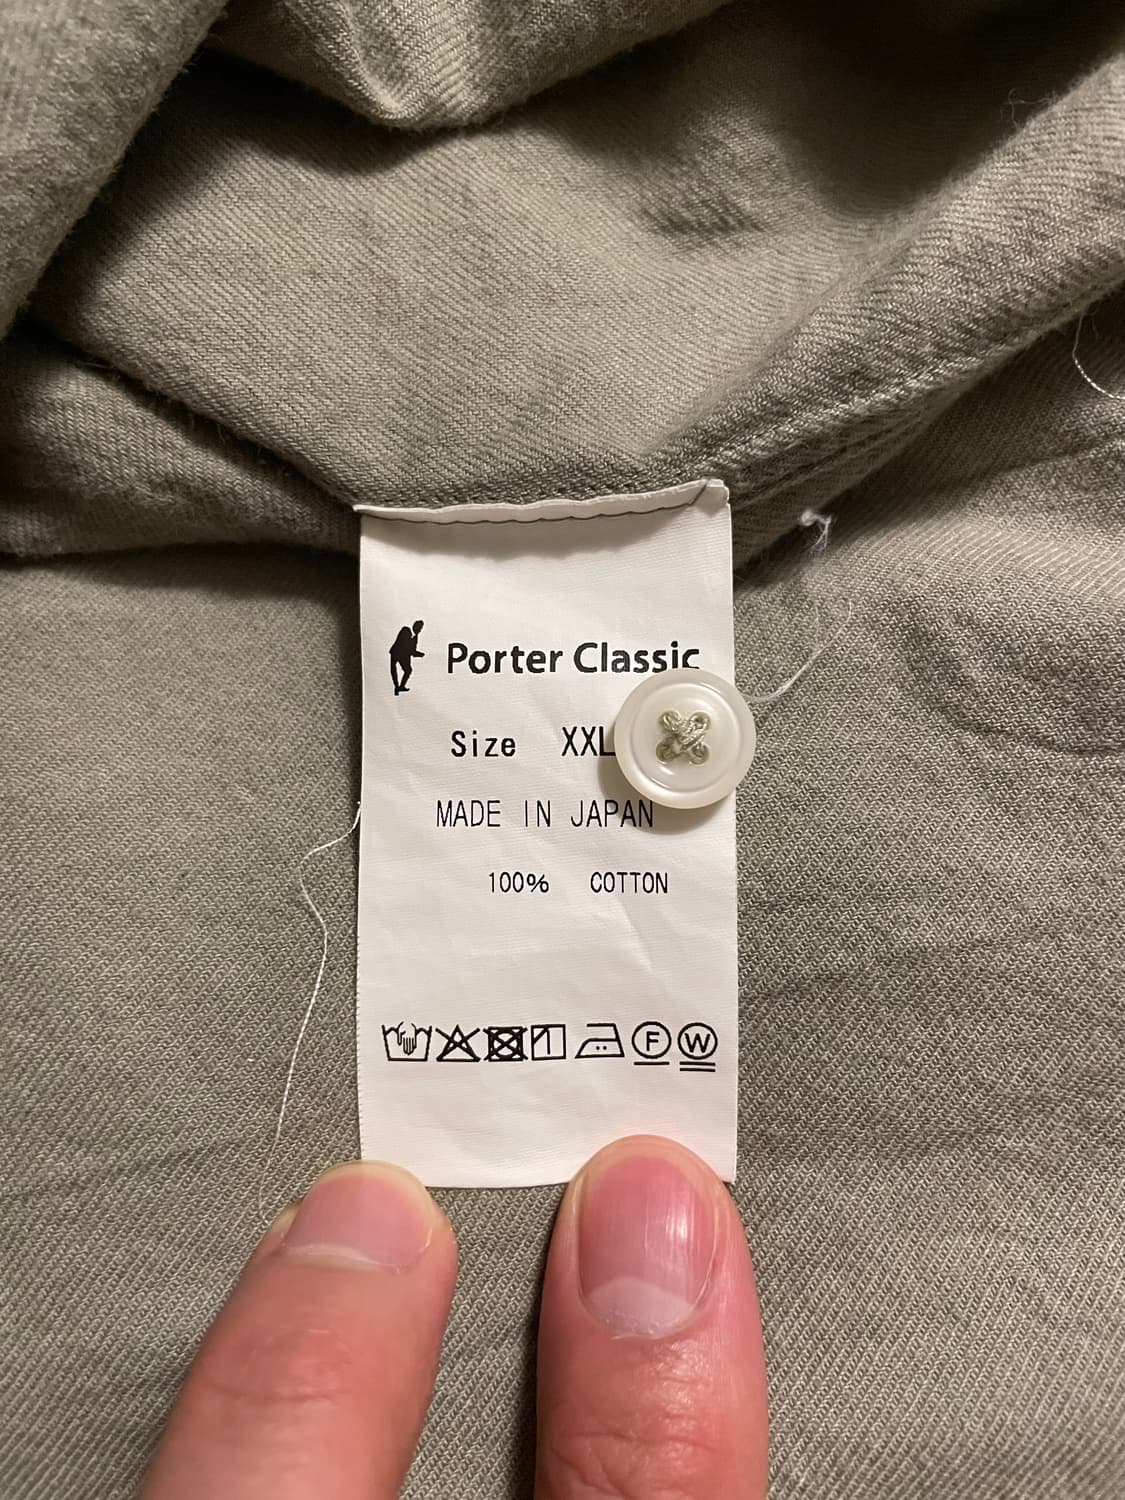 Porter Classic
Size XXL
MADE IN JAPAN
100% COTTON
F W